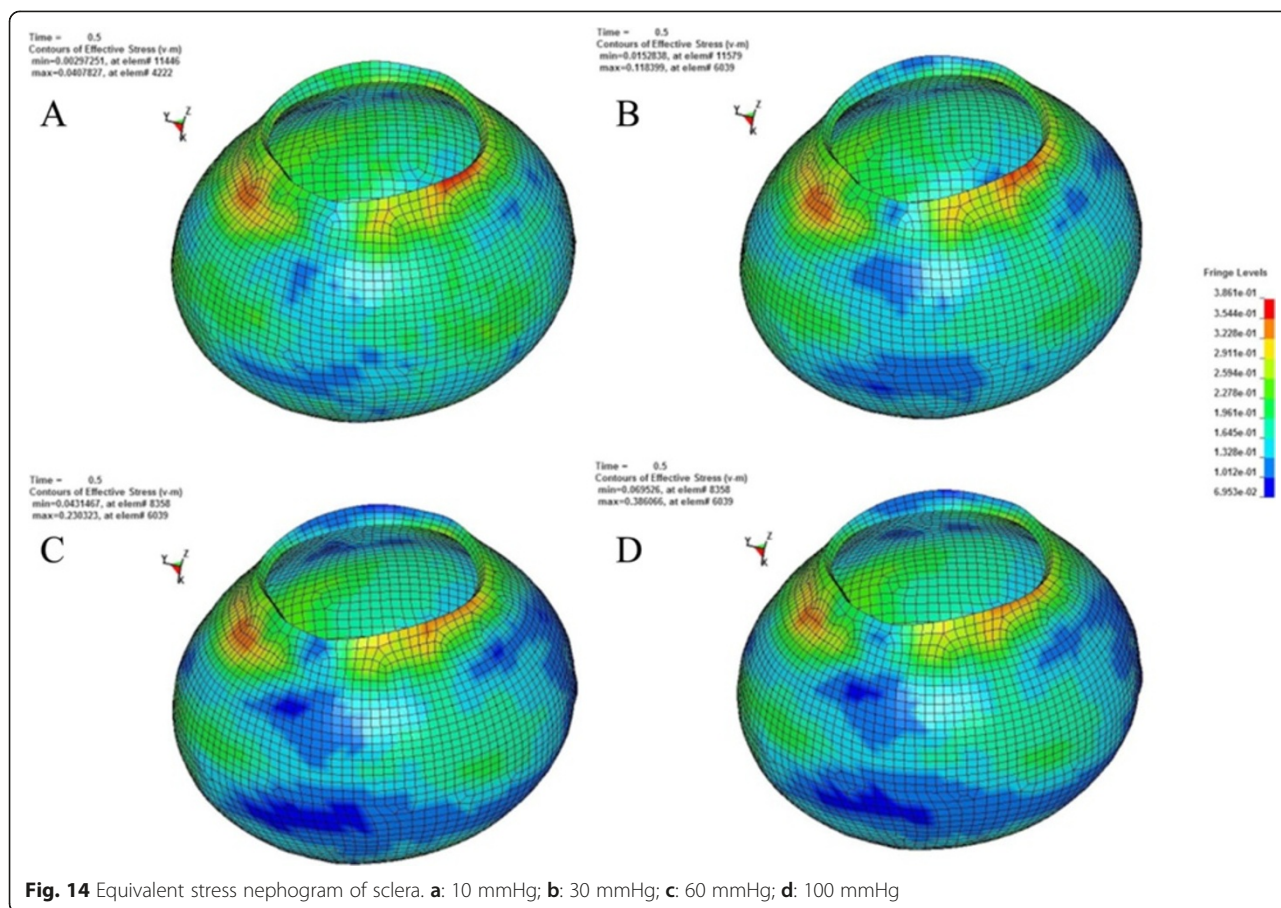 Time = 0.5
Contours of Effective Stress (v-m)
min=0.00297251, at elem# 11446
max=0.0407827, at elem# 4222
A
Y
Z
X
Time = 0.5
Contours of Effective Stress (v-m)
min=0.0152838, at elem# 11579
max=0.118399, at elem# 6039
B
Y
Z
X
Fringe Levels
3.861e-01
3.544e-01
3.228e-01
2.911e-01
2.594e-01
2.278e-01
1.961e-01
1.645e-01
1.328e-01
1.012e-01
6.953e-02
Time = 0.5
Contours of Effective Stress (v-m)
min=0.0431467, at elem# 8358
max=0.230323, at elem# 6039
C
Y
Z
X
Time = 0.5
Contours of Effective Stress (v-m)
min=0.069526, at elem# 8358
max=0.386066, at elem# 6039
D
Y
Z
X
Fig. 14 Equivalent stress nephogram of sclera. a: 10 mmHg; b: 30 mmHg; c: 60 mmHg; d: 100 mmHg